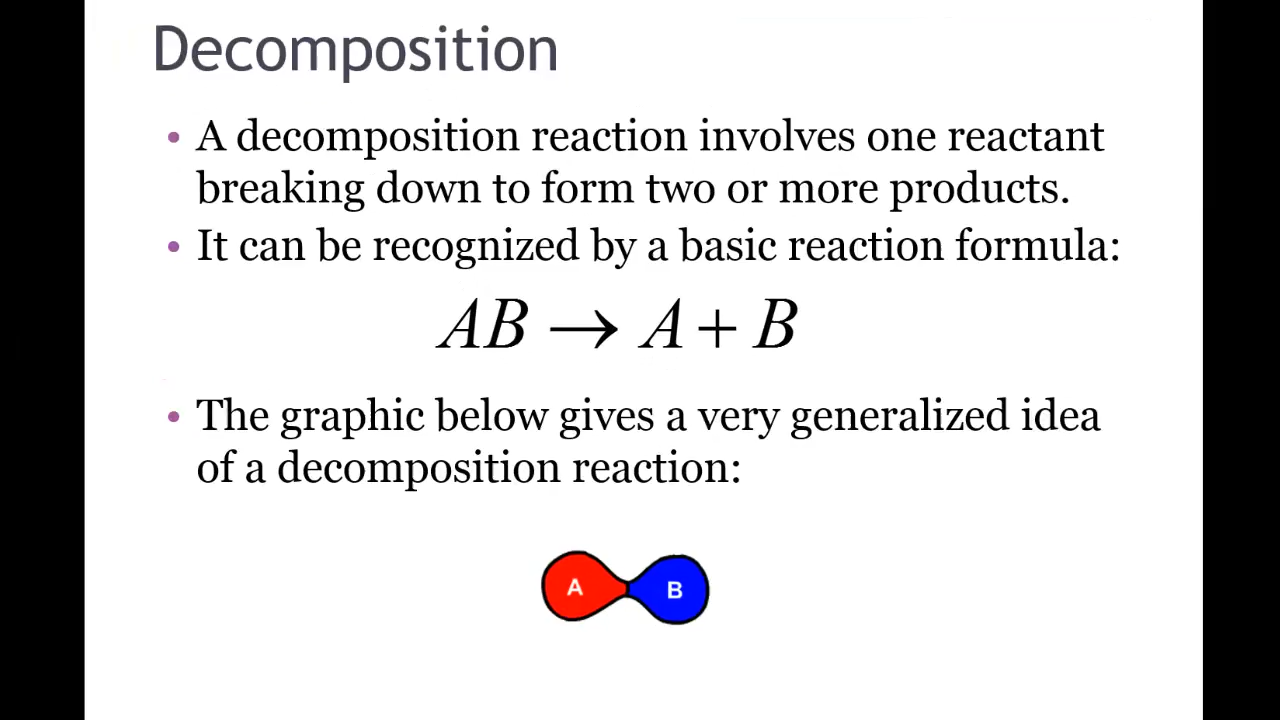 Decomposition
• A decomposition reaction involves one reactant
breaking down to form two or more products.
• It can be recognized by a basic reaction formula:
AB → A + B
• The graphic below gives a very generalized idea
of a decomposition reaction:
A B